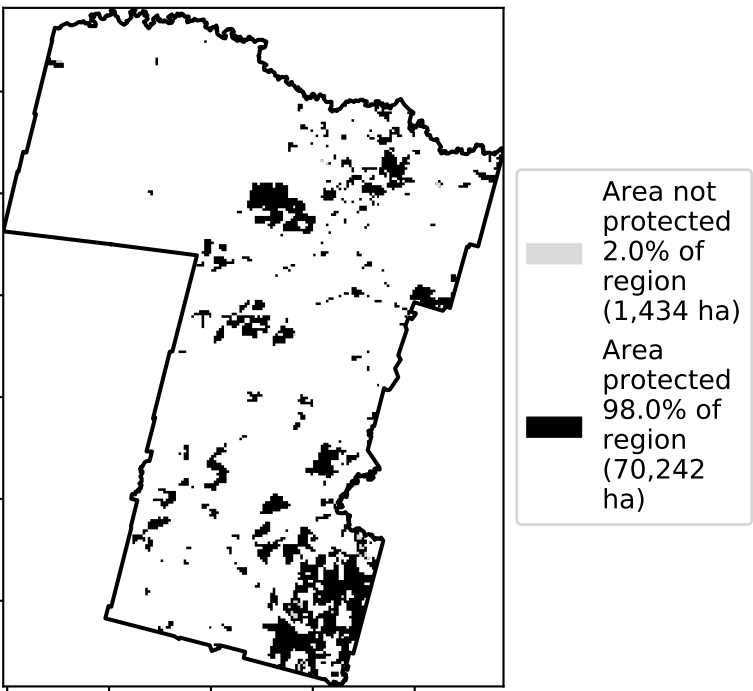 Area not
protected
2.0% of
region
(1,434 ha)
Area
protected
98.0% of
region
(70,242
ha)